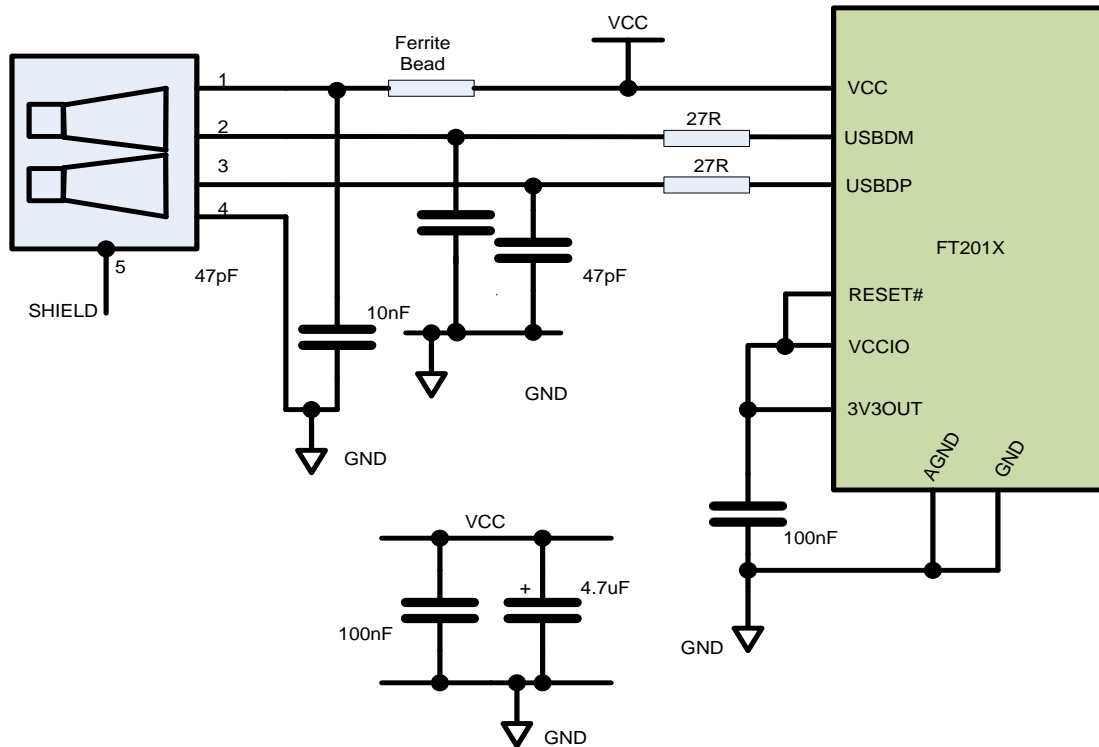 VCC
Ferrite
Bead
1
VCC
27R
2
USBDM
27R
3
USBDP
4
FT201X
5
47pF
47pF
RESET#
SHIELD
10nF
VCCIO
GND
3V3OUT
GND
AGND
GND
VCC
100nF
+
4.7uF
100nF
GND
GND